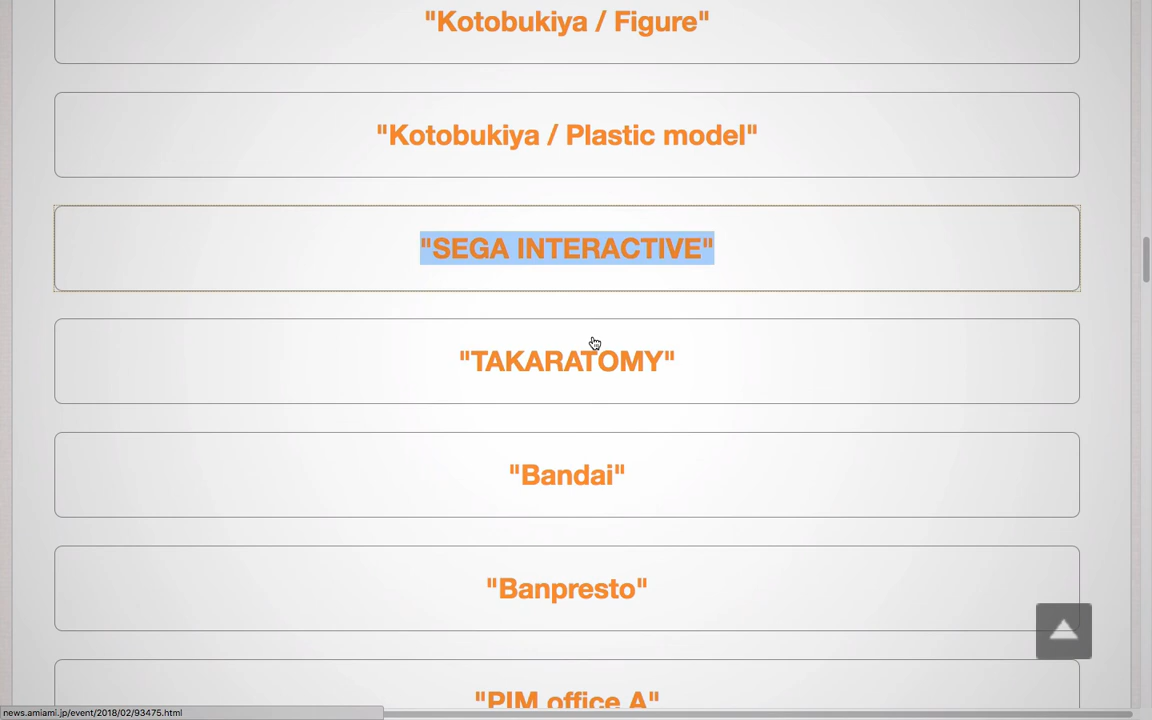 "Kotobukiya / Figure"
"Kotobukiya / Plastic model"
"SEGA INTERACTIVE"
"TAKARATOMY"
"Bandai"
"Banpresto"
"PIM office A"
news.amiami.jp/event/2018/02/93475.html